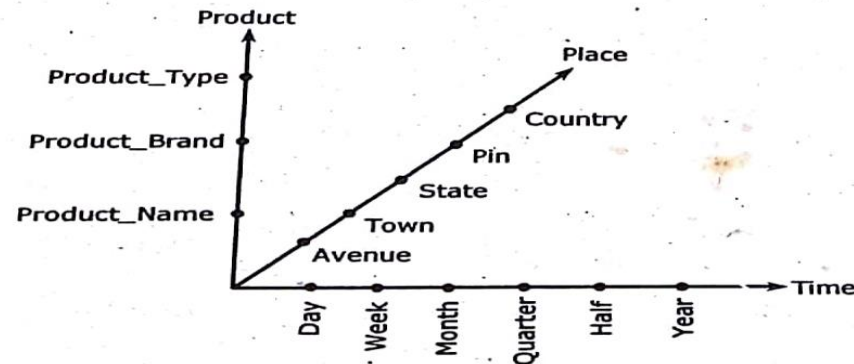 Product
Place
Product_Type
Country
Product_Brand
Pin
State
Product_Name
Town
Avenue
Time
Day
Week
Month
Quarter
Half
Year